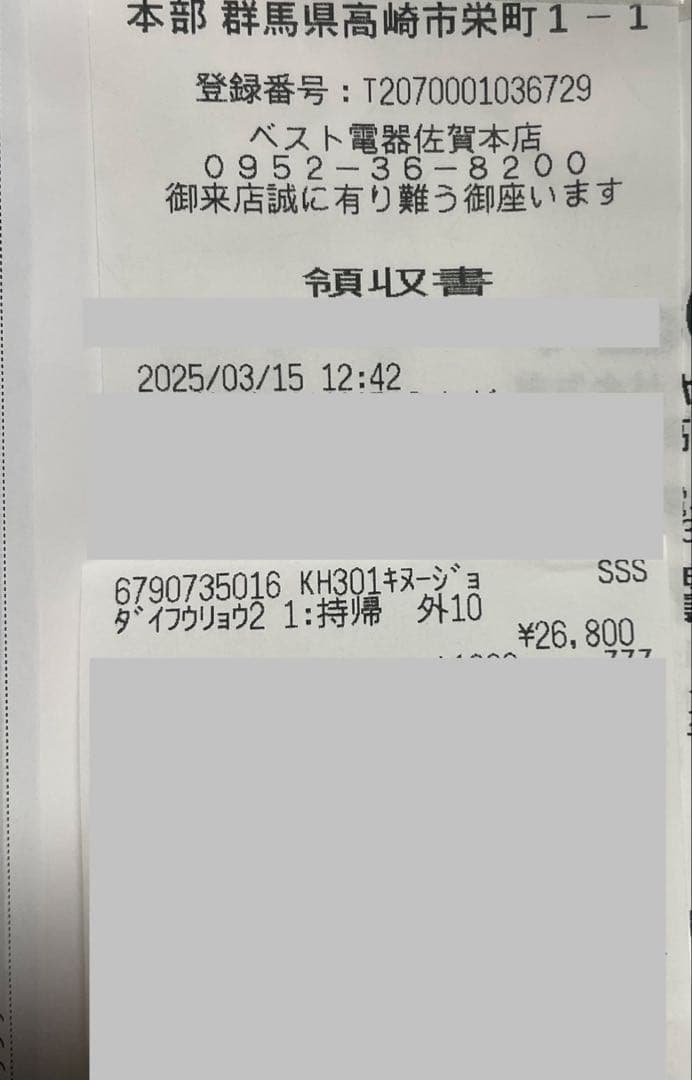 本部 群馬県高崎市栄町１－１
登録番号：T2070001036729
ベスト電器佐賀本店
０９５２－３６－８２００
御来店誠に有り難う御座います
領収書
2025/03/15 12:42
6790735016 KH301ｷﾇｰｼﾞｮ SSS
ﾀﾞｲﾌｳﾘｮｳ2 1:持帰 外10
¥26,800